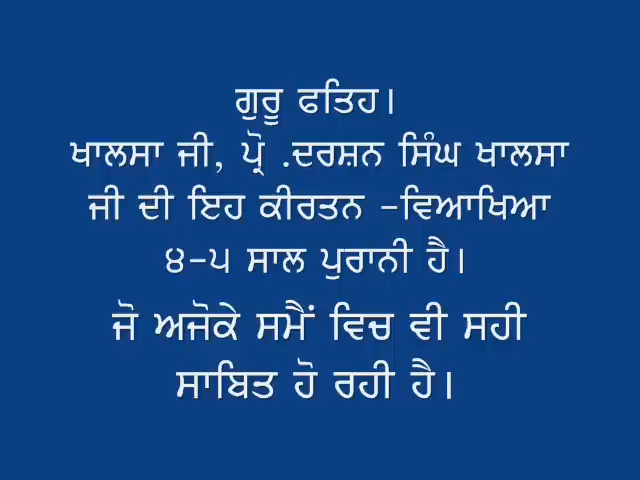 ਗੁਰੂ ਫਤਿਹ।
ਖਾਲਸਾ ਜੀ, ਪ੍ਰੋ .ਦਰਸ਼ਨ ਸਿੰਘ ਖਾਲਸਾ
ਜੀ ਦੀ ਇਹ ਕੀਰਤਨ -ਵਿਆਖਿਆ
੪-੫ ਸਾਲ ਪੁਰਾਨੀ ਹੈ।
ਜੋ ਅਜੋਕੇ ਸਮੈਂ ਵਿਚ ਵੀ ਸਹੀ
ਸਾਬਿਤ ਹੋ ਰਹੀ ਹੈ।